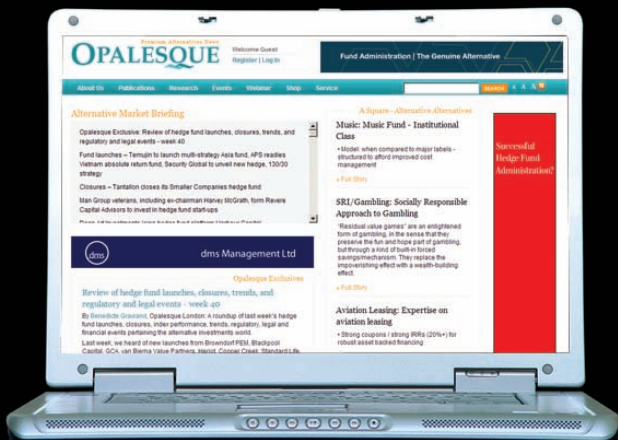 Premium Alternative News
OPALESQUE
Welcome Guest
Register | Log In
Fund Administration | The Genuine Alternative
About Us Publications Research Events Webinar Shop Service
SEARCH A A A
Alternative Market Briefing
Opalesque Exclusive: Review of hedge fund launches, closures, trends, and
regulatory and legal events - week 40
Fund launches – Temujin to launch multi-strategy Asia fund, APS readies
Vietnam absolute return fund, Security Global to unveil new hedge, 130/30
strategy
Closures – Tantallon closes its Smaller Companies hedge fund
Man Group veterans, including ex-chairman Harvey McGrath, form Revere
Capital Advisors to invest in hedge fund start-ups
dms
dms Management Ltd
Opalesque Exclusives
Review of hedge fund launches, closures, trends, and
regulatory and legal events - week 40
By Benedicte Gravrand, Opalesque London: A roundup of last week's hedge
fund launches, closures, index performance, trends, regulatory, legal and
financial events pertaining the alternative investments world.
Last week, we heard of new launches from Browndorf PEM, Blackpool
Capital, GCA, van Biema Value Partners, Harlot, Cooper Creek, Standard Life
A Square - Alternative Alternatives
Music: Music Fund - Institutional
Class
• Model: when compared to major labels -
structured to afford improved cost
management
» Full Story
SRI/Gambling: Socially Responsible
Approach to Gambling
"Residual value games" are an enlightened
form of gambling, in the sense that they
preserve the fun and hope part of gambling,
but through a kind of built-in forced
savings/mechanism. They replace the
impoverishing effect with a wealth-building
effect.
» Full Story
Aviation Leasing: Expertise on
aviation leasing
• Strong coupons / strong IRRs (20%+) for
robust asset backed financing
Successful
Hedge Fund
Administration?